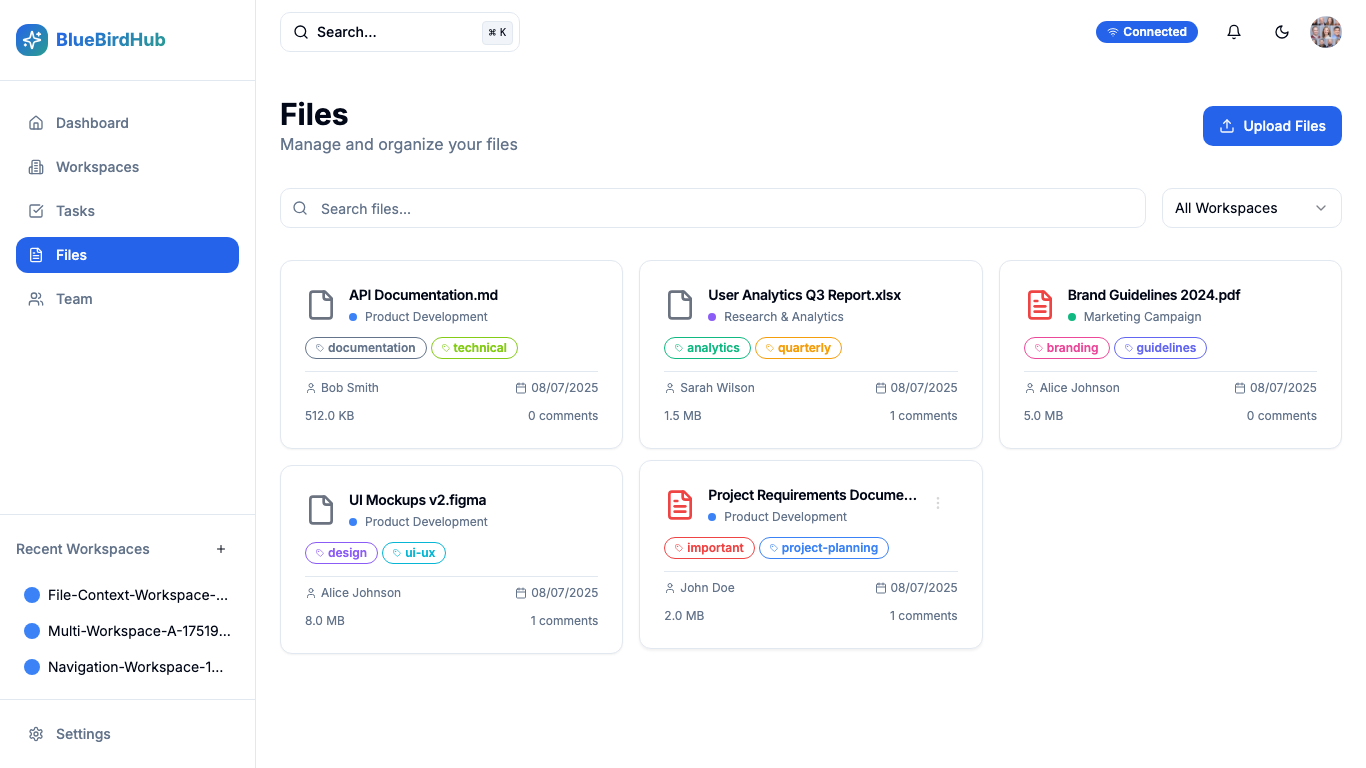 BlueBirdHub
Search...
⌘ K
Connected
Dashboard
Workspaces
Tasks
Files
Team
Recent Workspaces
+
File-Context-Workspace-...
Multi-Workspace-A-17519...
Navigation-Workspace-1...
Settings
Files
Manage and organize your files
Upload Files
Search files...
All Workspaces
API Documentation.md
Product Development
documentation
technical
Bob Smith
08/07/2025
512.0 KB
0 comments
User Analytics Q3 Report.xlsx
Research & Analytics
analytics
quarterly
Sarah Wilson
08/07/2025
1.5 MB
1 comments
Brand Guidelines 2024.pdf
Marketing Campaign
branding
guidelines
Alice Johnson
08/07/2025
5.0 MB
0 comments
UI Mockups v2.figma
Product Development
design
ui-ux
Alice Johnson
08/07/2025
8.0 MB
1 comments
Project Requirements Docume...
Product Development
important
project-planning
John Doe
08/07/2025
2.0 MB
1 comments